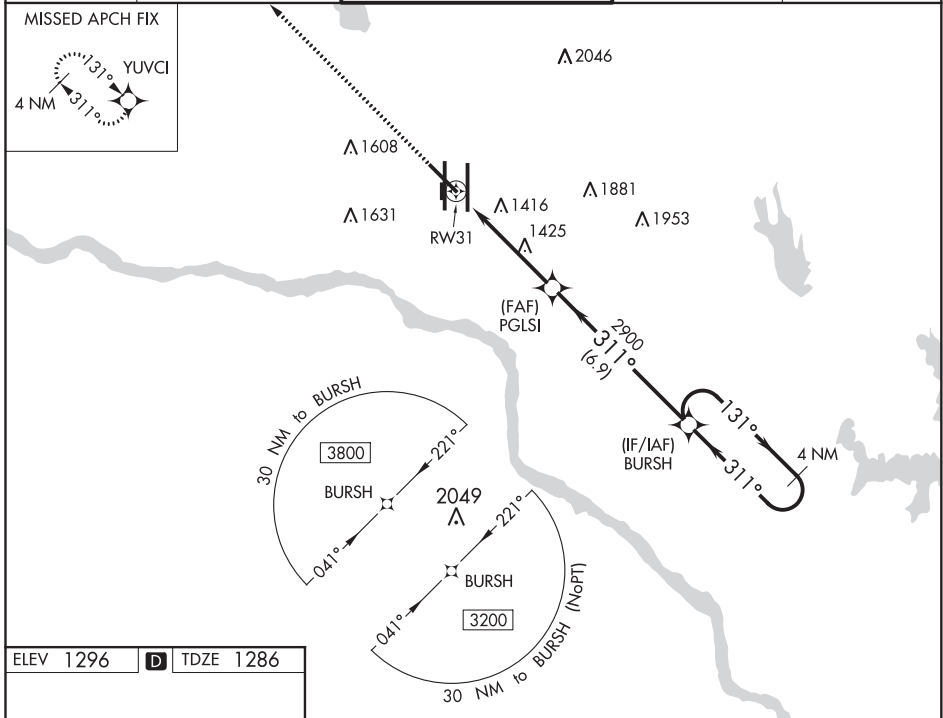 MISSED APCH FIX
131°
YUVCI
4 NM
311°
2046
1608
1631
1416
1881
1425
1953
RW31
(FAF)
PGLSI
2900
311°
(6.9)
131°
4 NM
(IF/IAF)
BURSH
311°
30 NM to BURSH
3800
221°
BURSH
041°
2049
221°
BURSH
041°
3200
30 NM to BURSH (NoPT)
ELEV 1296 D TDZE 1286